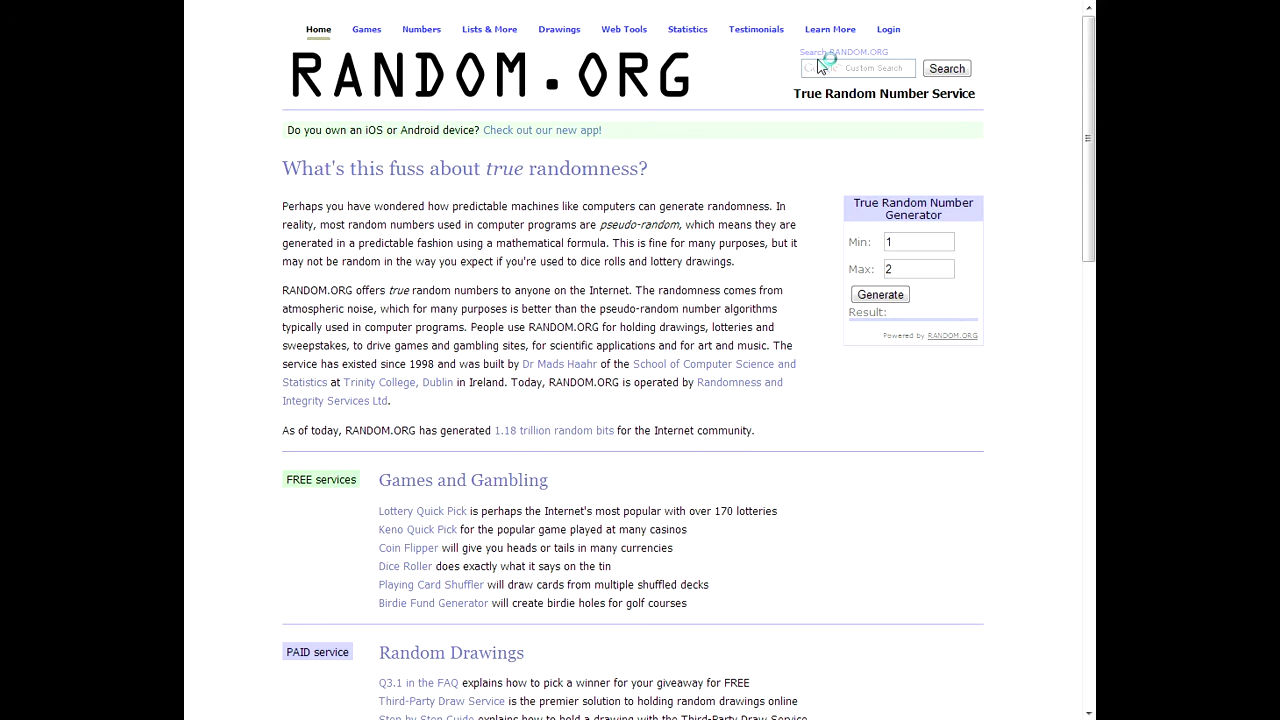 Home Games Numbers Lists & More Drawings Web Tools Statistics Testimonials Learn More Login
RANDOM.ORG
Search RANDOM.ORG
Custom Search Search
True Random Number Service
Do you own an iOS or Android device? Check out our new app!
What's this fuss about true randomness?
Perhaps you have wondered how predictable machines like computers can generate randomness. In
reality, most random numbers used in computer programs are pseudo-random, which means they are
generated in a predictable fashion using a mathematical formula. This is fine for many purposes, but it
may not be random in the way you expect if you're used to dice rolls and lottery drawings.
RANDOM.ORG offers true random numbers to anyone on the Internet. The randomness comes from
atmospheric noise, which for many purposes is better than the pseudo-random number algorithms
typically used in computer programs. People use RANDOM.ORG for holding drawings, lotteries and
sweepstakes, to drive games and gambling sites, for scientific applications and for art and music. The
service has existed since 1998 and was built by Dr Mads Haahr of the School of Computer Science and
Statistics at Trinity College, Dublin in Ireland. Today, RANDOM.ORG is operated by Randomness and
Integrity Services Ltd.
As of today, RANDOM.ORG has generated 1.18 trillion random bits for the Internet community.
True Random Number
Generator
Min: 1
Max: 2
Generate
Result:
Powered by RANDOM.ORG
FREE services
Games and Gambling
Lottery Quick Pick is perhaps the Internet's most popular with over 170 lotteries
Keno Quick Pick for the popular game played at many casinos
Coin Flipper will give you heads or tails in many currencies
Dice Roller does exactly what it says on the tin
Playing Card Shuffler will draw cards from multiple shuffled decks
Birdie Fund Generator will create birdie holes for golf courses
PAID service
Random Drawings
Q3.1 in the FAQ explains how to pick a winner for your giveaway for FREE
Third-Party Draw Service is the premier solution to holding random drawings online
Step by Step Guide explains how to hold a drawing with the Third-Party Draw Service